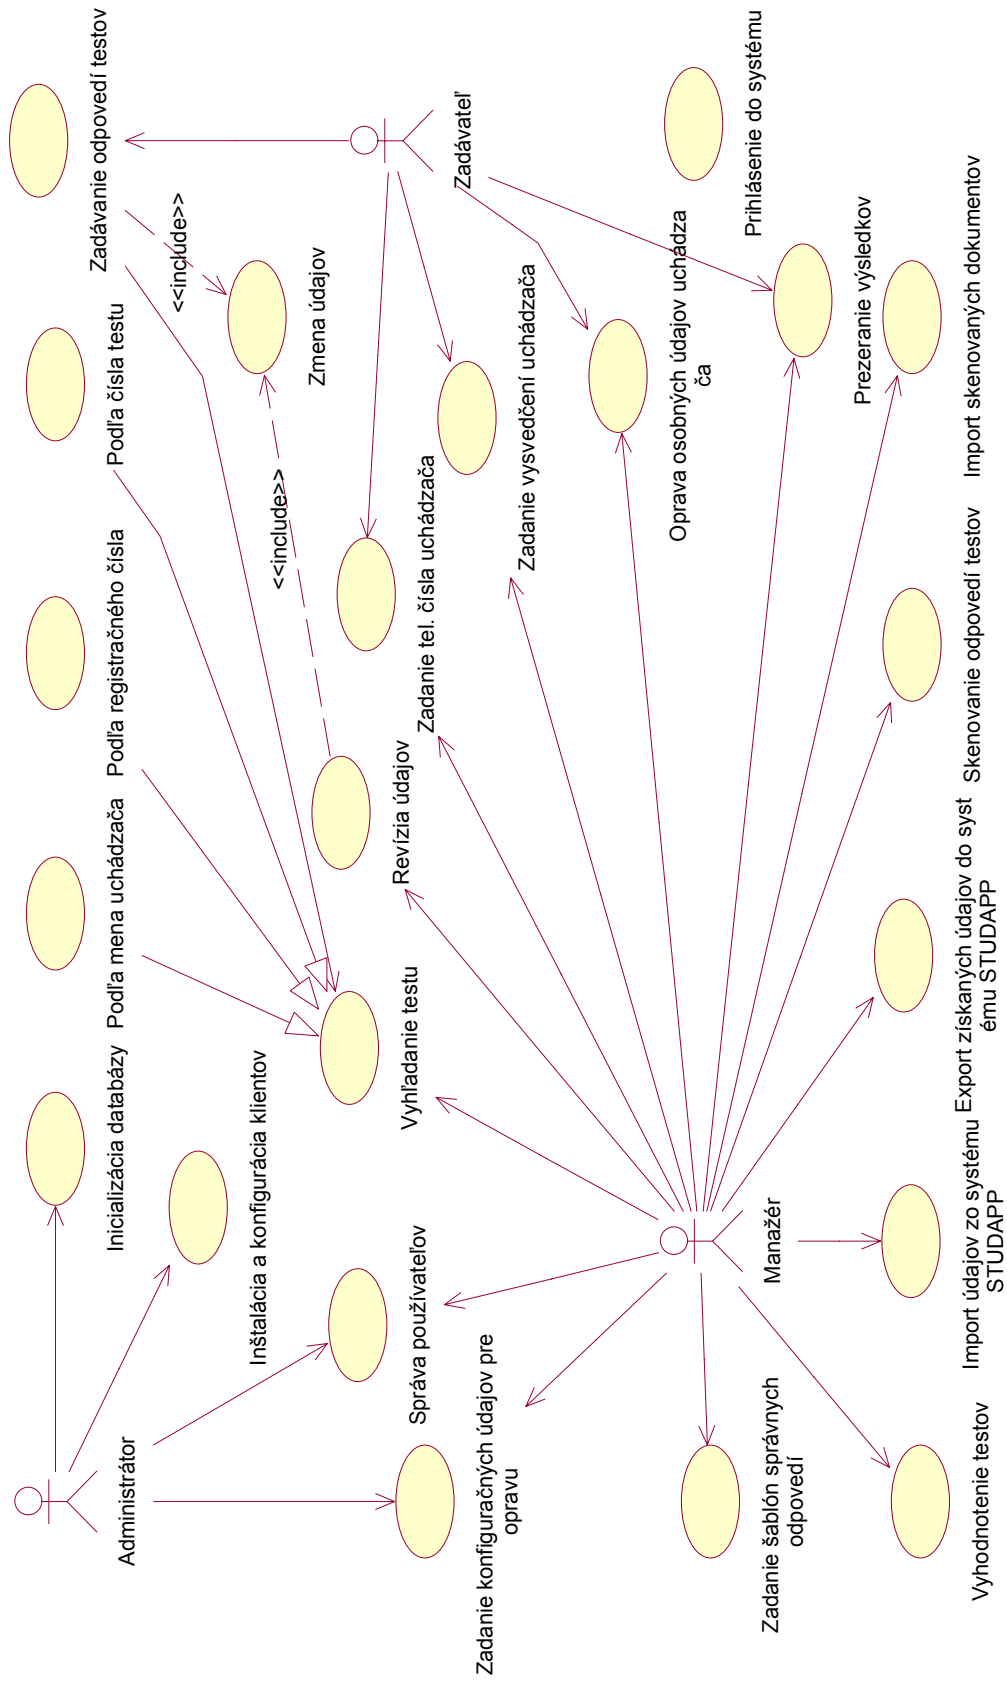 Zadávanie odpovedí testov
<<include>>
Podľa čísla testu
Zmena údajov
Podľa registračného čísla
<<include>>
Podľa mena uchádzača
Inicializácia databázy
Inštalácia a konfigurácia klientov
Administrátor
Zadávateľ
Prihlásenie do systému
Zadanie tel. čísla uchádzača
Zadanie vysvedčení uchádzača
Oprava osobných údajov uchádza
ča
Prezeranie výsledkov
Revízia údajov
Vyhľadanie testu
Správa používateľov
Zadanie konfiguračných údajov pre
opravu
Manažér
Zadanie šablón správnych
odpovedí
Vyhodnotenie testov
Import údajov zo systému
STUDAPP
Export získaných údajov do syst
ému STUDAPP
Skenovanie odpovedí testov
Import skenovaných dokumentov